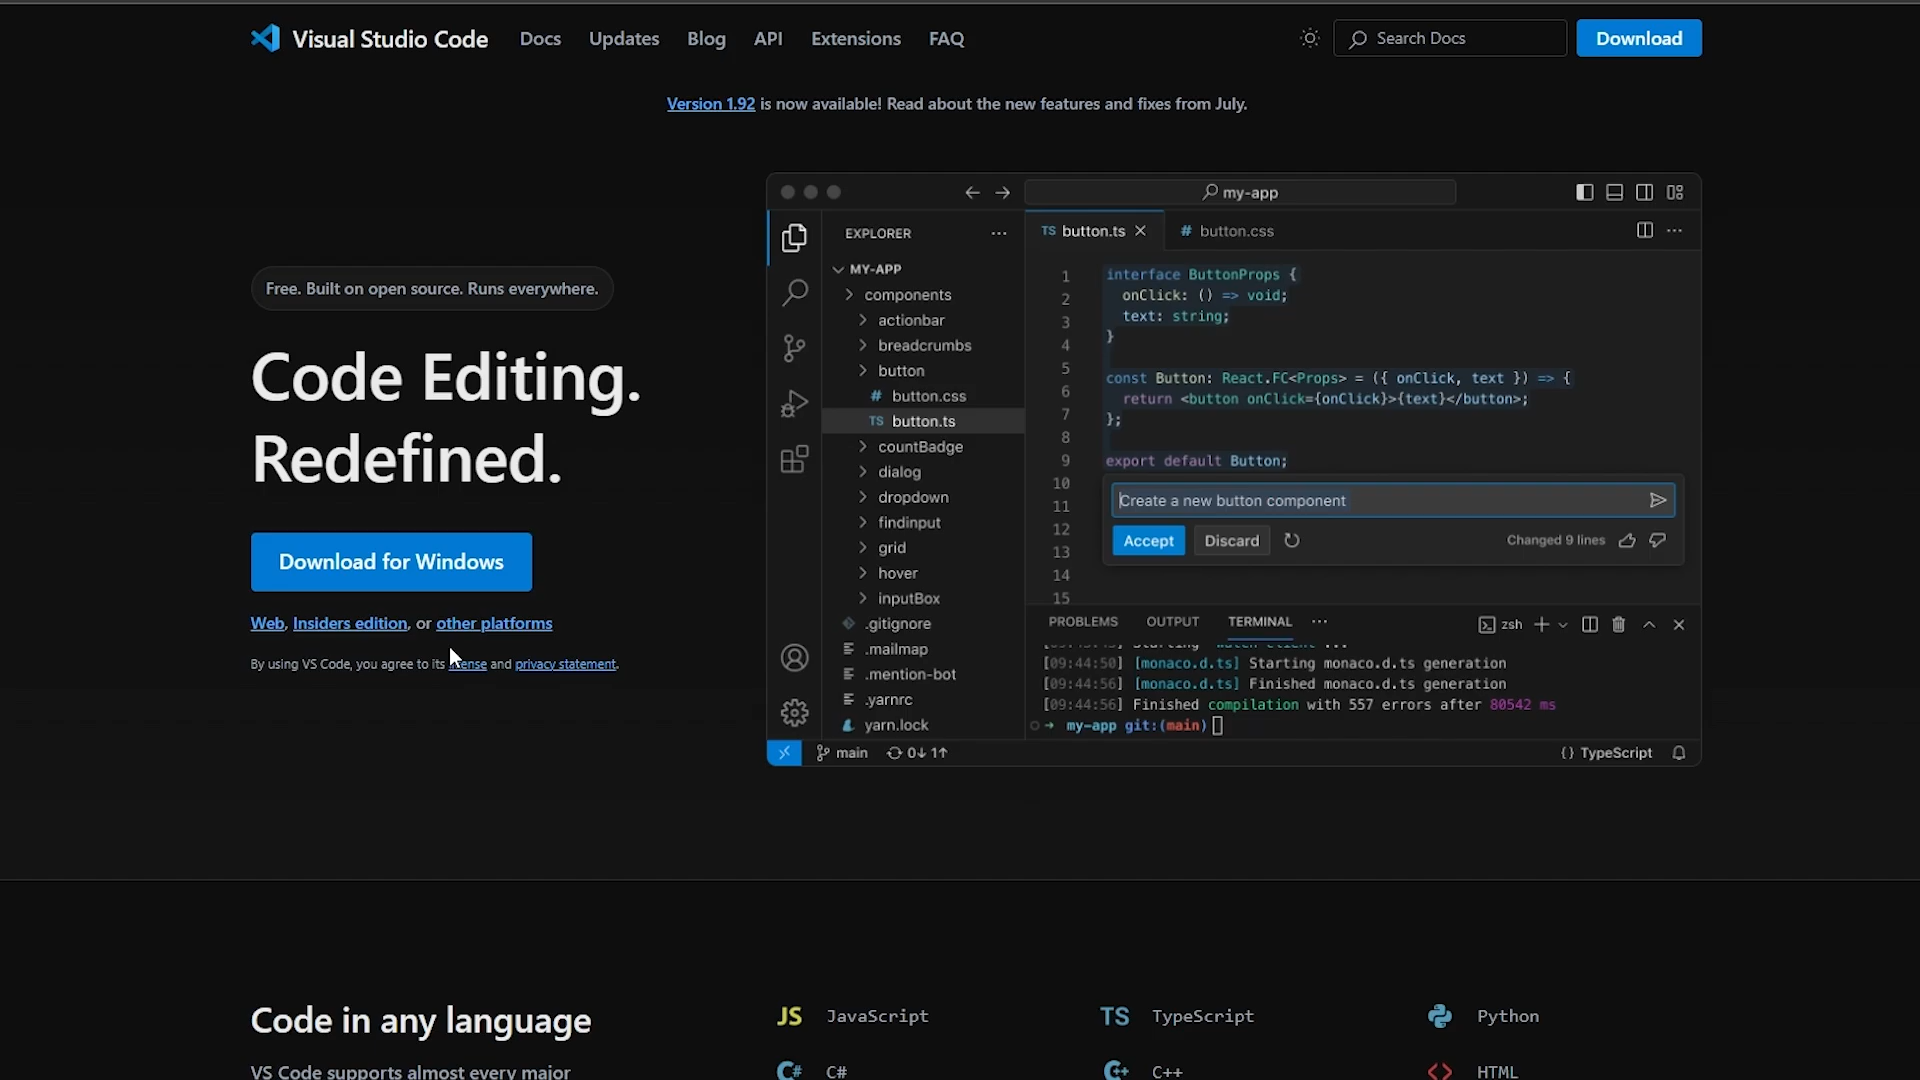 Visual Studio Code Docs Updates Blog API Extensions FAQ Search Docs Download
Version 1.92 is now available! Read about the new features and fixes from July.
Free. Built on open source. Runs everywhere.
Code Editing.
Redefined.
Download for Windows
Web, Insiders edition, or other platforms
By using VS Code, you agree to its license and privacy statement.
my-app
EXPLORER
MY-APP
components
actionbar
breadcrumbs
button
# button.css
TS button.ts
countBadge
dialog
dropdown
findinput
grid
hover
inputBox
.gitignore
.mailmap
.mention-bot
.yarnrc
yarn.lock
TS button.ts
# button.css
1 interface ButtonProps {
2 onClick: () => void;
3 text: string;
4 }
5
6 const Button: React.FC<Props> = ({ onClick, text }) => {
7 return <button onClick={onClick}>{text}</button>;
8 };
9 export default Button;
10
11 Create a new button component
12
13 Accept Discard Changed 9 lines
14
15
PROBLEMS OUTPUT TERMINAL zsh
[09:44:50] [monaco.d.ts] Starting monaco.d.ts generation
[09:44:56] [monaco.d.ts] Finished monaco.d.ts generation
[09:44:56] Finished compilation with 557 errors after 80542 ms
→ my-app git:(main)
main 0↓ 1↑ {} TypeScript
Code in any language
VS Code supports almost every major
JS JavaScript TS TypeScript Python
C# C# C++ HTML